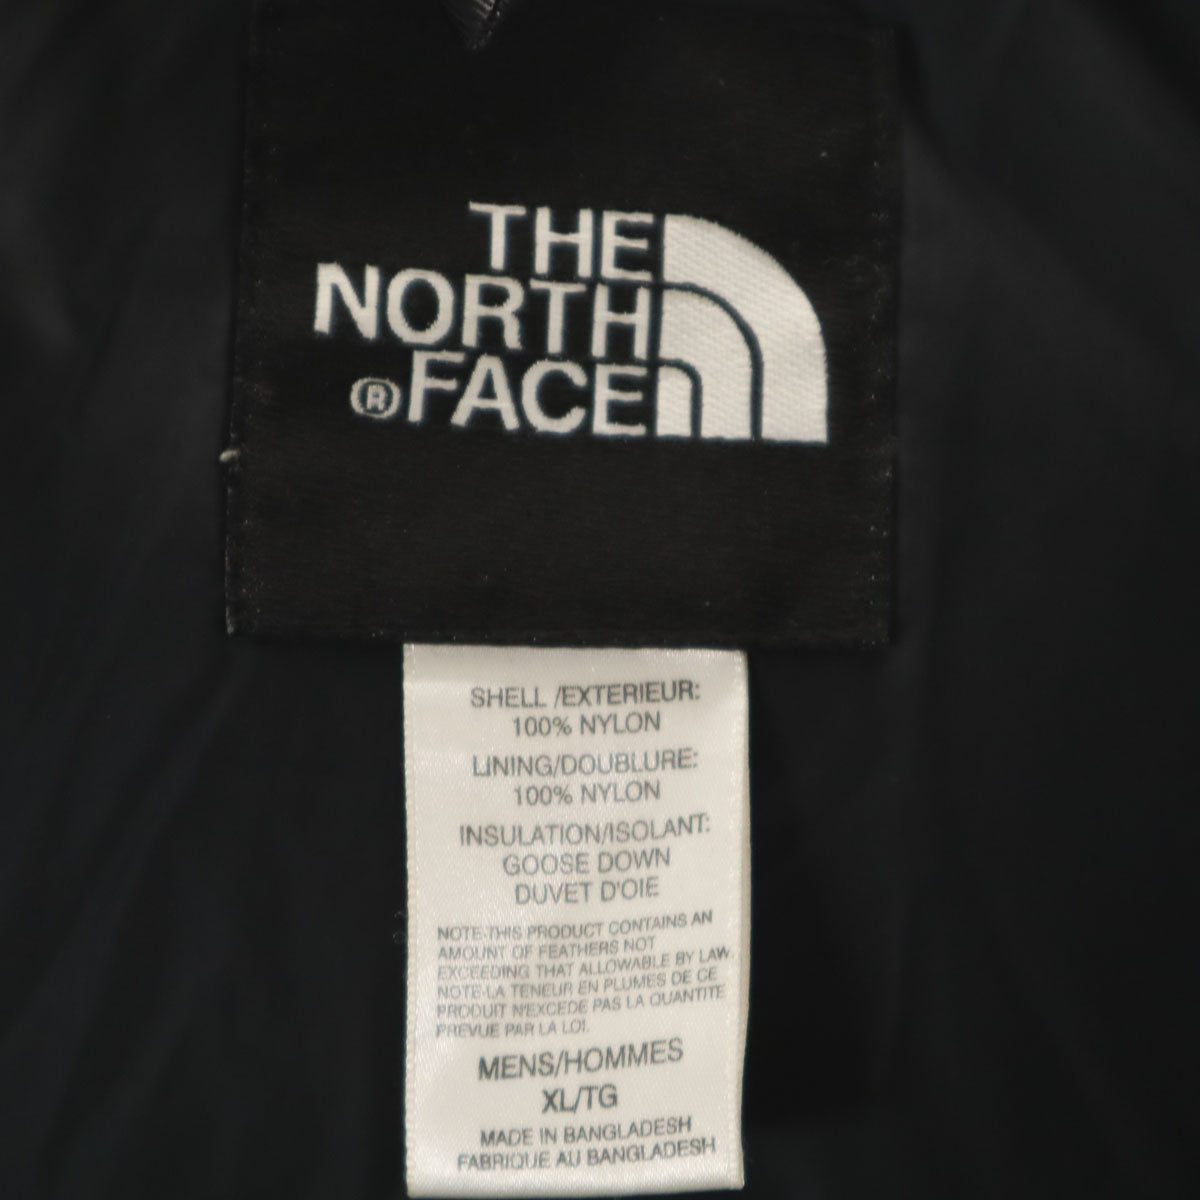 THE
NORTH
®FACE
SHELL /EXTERIEUR:
100% NYLON
LINING/DOUBLURE:
100% NYLON
INSULATION/ISOLANT:
GOOSE DOWN
DUVET D'OIE
NOTE-THIS PRODUCT CONTAINS AN
AMOUNT OF FEATHERS NOT
EXCEEDING THAT ALLOWABLE BY LAW.
NOTE-LA TENEUR EN PLUMES DE CE
PRODUIT N'EXCEDE PAS LA QUANTITE
PREVUE PAR LA LOI.
MENS/HOMMES
XL/TG
MADE IN BANGLADESH
FABRIQUE AU BANGLADESH